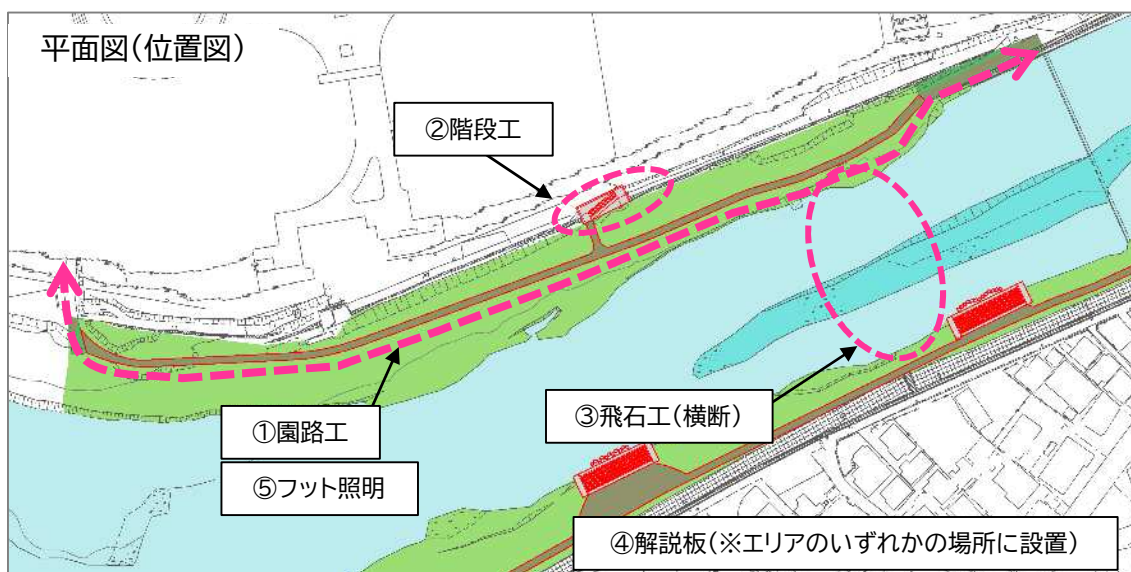 平面図(位置図)
②階段工
①園路工
⑤フット照明
③飛石工(横断)
④解説板(※エリアのいずれかの場所に設置)